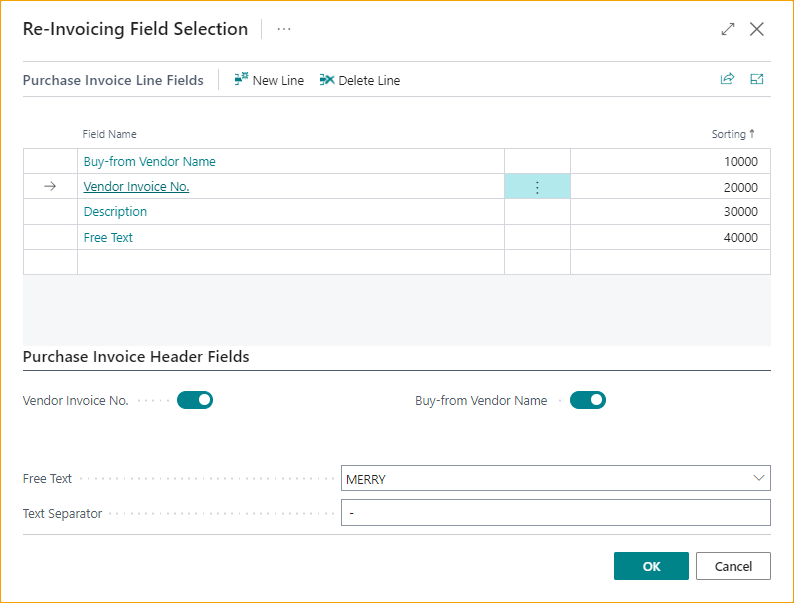 Re-Invoicing Field Selection ...
Purchase Invoice Line Fields New Line Delete Line
Field Name Sorting ↑
Buy-from Vendor Name 10000
→ Vendor Invoice No. ⋮ 20000
Description 30000
Free Text 40000
Purchase Invoice Header Fields
Vendor Invoice No. Buy-from Vendor Name
Free Text MERRY
Text Separator -
OK Cancel